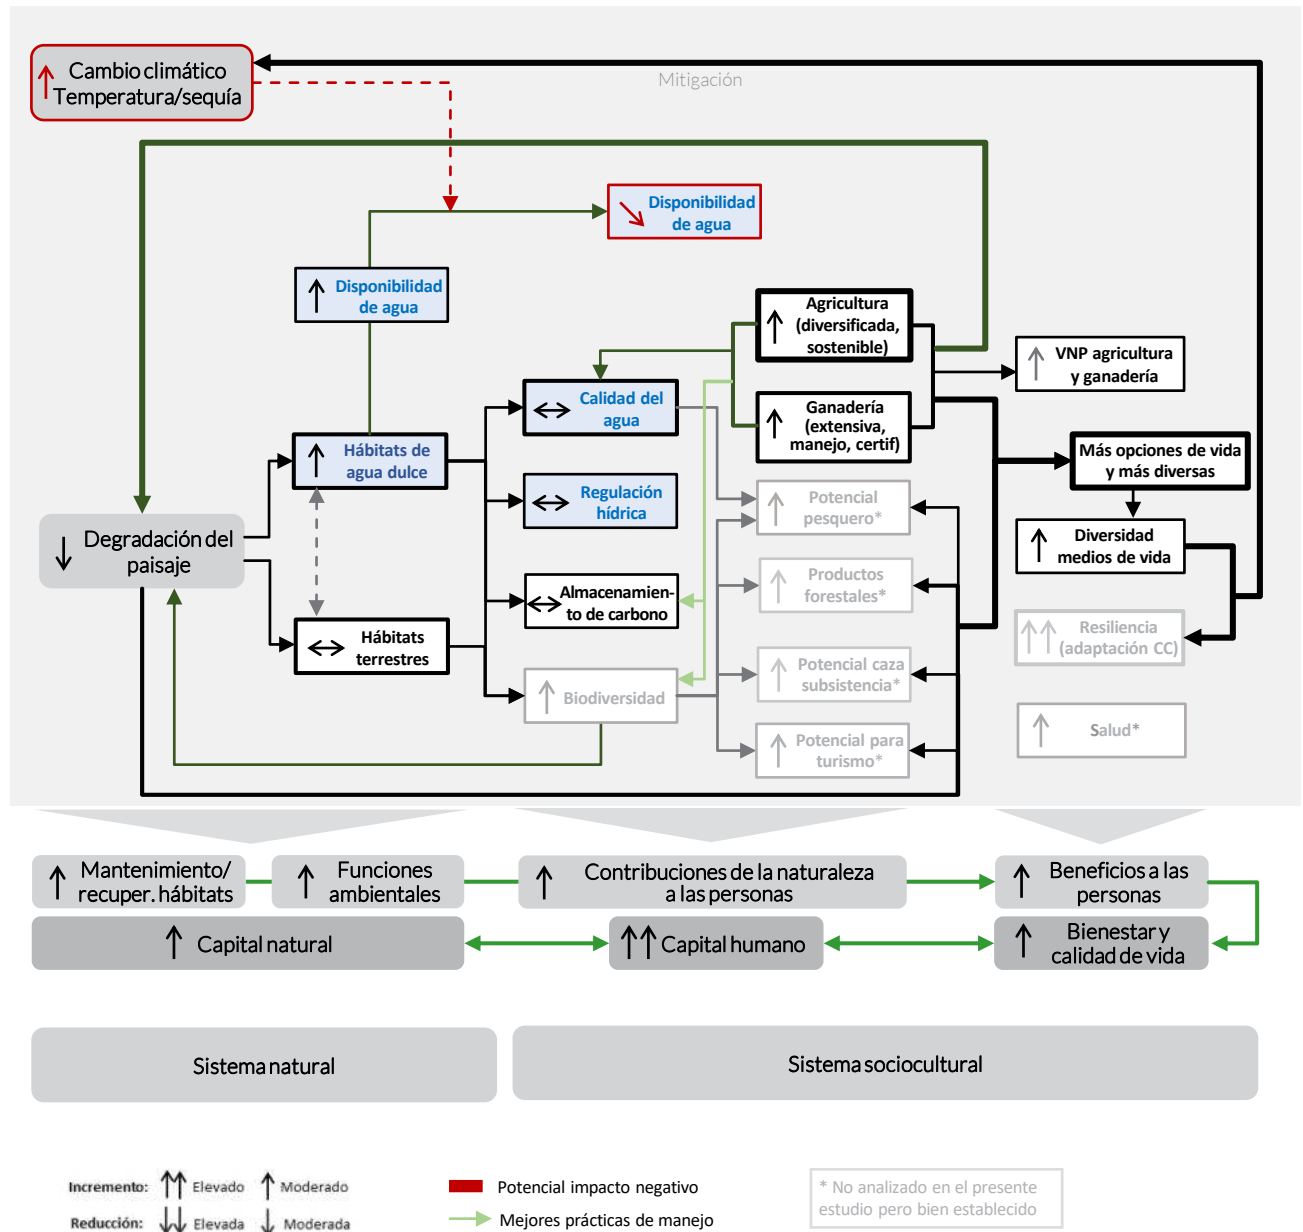 Cambio climático
Temperatura/sequía
Mitigación
Disponibilidad
de agua
Disponibilidad
de agua
Agricultura
(diversificada,
sostenible)
VNP agricultura
y ganadería
Calidad del
agua
Ganadería
(extensiva,
manejo, certif)
Hábitats de
agua dulce
Más opciones de vida
y más diversas
Regulación
hídrica
Potencial
pesquero*
Degradación del
paisaje
Diversidad
medios de vida
Almacenamien-
to de carbono
Productos
forestales*
Hábitats
terrestres
Resiliencia
(adaptación CC)
Biodiversidad
Potencial caza
subsistencia*
Salud*
Potencial para
turismo*
Mantenimiento/
recuper. hábitats
Funciones
ambientales
Contribuciones de la naturaleza
a las personas
Beneficios a las
personas
Capital natural
Capital humano
Bienestar y
calidad de vida
Sistema natural
Sistema sociocultural
Incremento: Elevado Moderado
Reducción: Elevada Moderada
Potencial impacto negativo
Mejores prácticas de manejo
* No analizado en el presente
estudio pero bien establecido